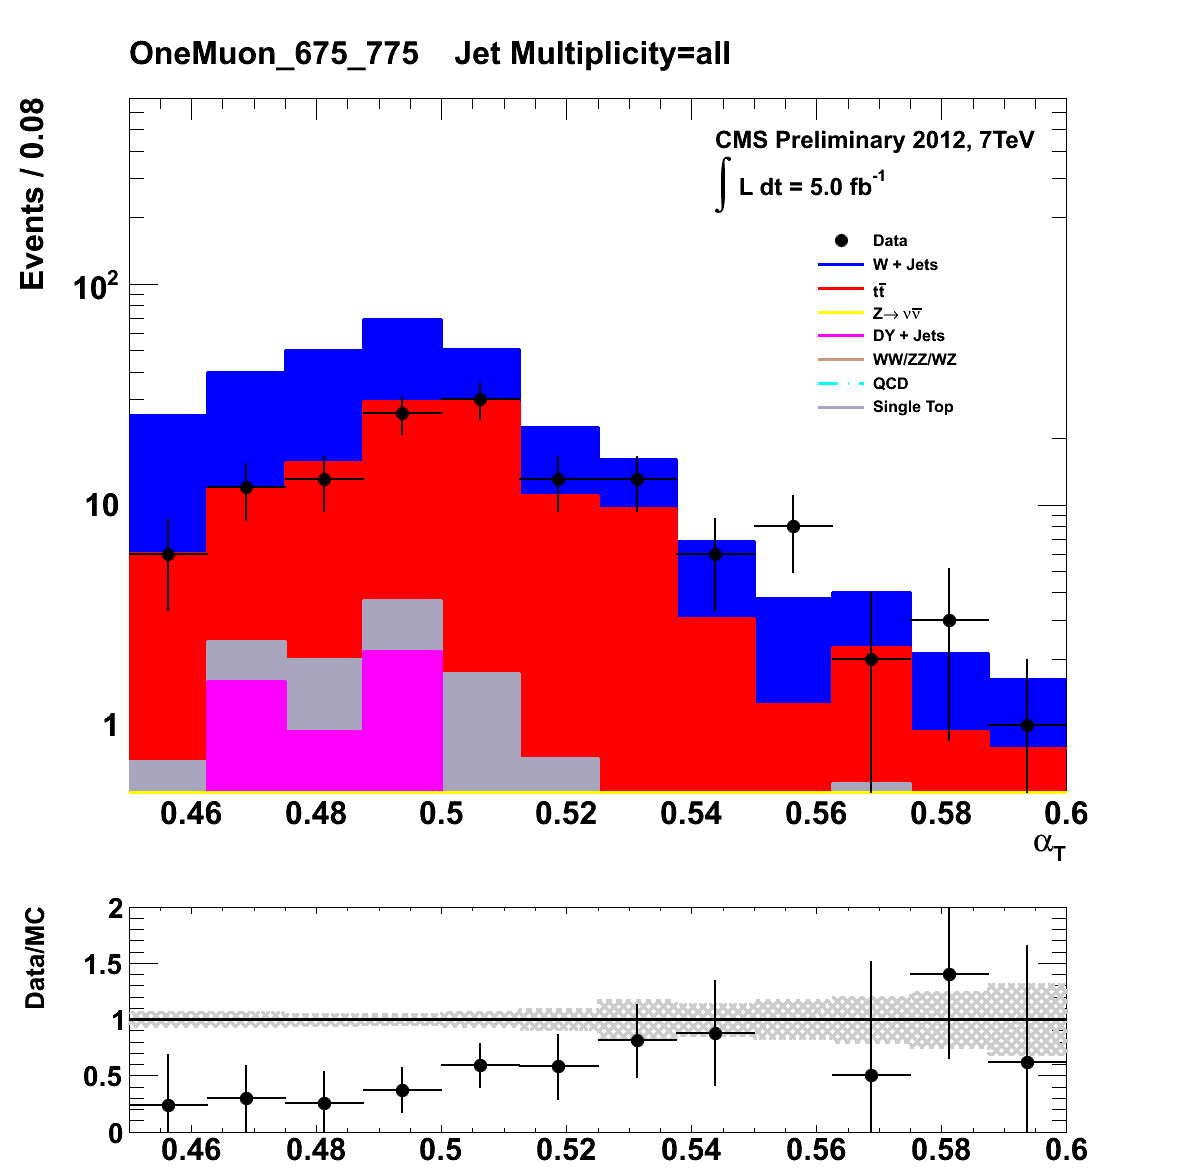 OneMuon_675_775 Jet Multiplicity=all
Events / 0.08
CMS Preliminary 2012, 7TeV
∫ L dt = 5.0 fb⁻¹
Data
W + Jets
tt̅
Z→ νν̅
DY + Jets
WW/ZZ/WZ
QCD
Single Top
10²
10
1
0.46 0.48 0.5 0.52 0.54 0.56 0.58 0.6
α_T
Data/MC
2
1.5
1
0.5
0
0.46 0.48 0.5 0.52 0.54 0.56 0.58 0.6